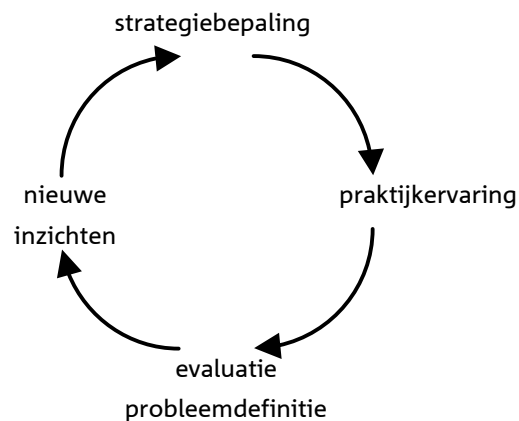 strategiebepaling
praktijkervaring
nieuwe
inzichten
evaluatie
probleemdefinitie